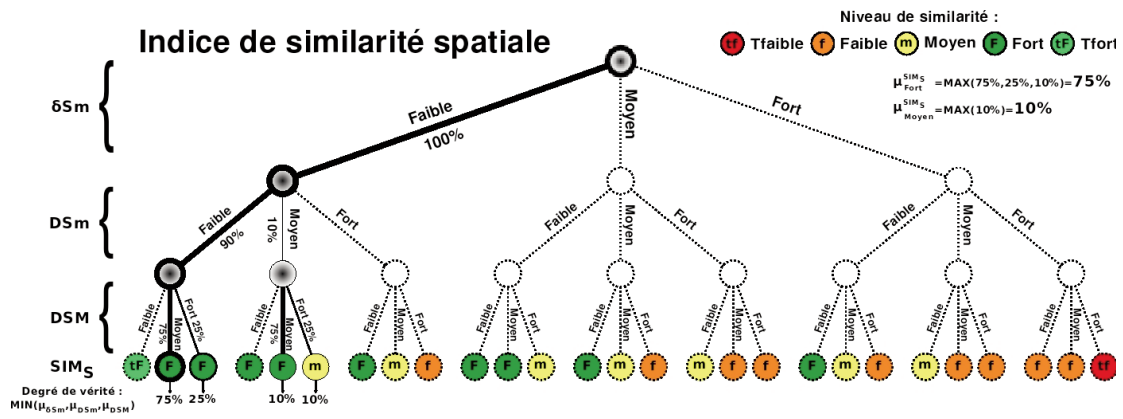 Indice de similarité spatiale
Niveau de similarité :
tf Tfaible f Faible m Moyen F Fort tF Tfort
μ SIMS Fort =MAX(75%,25%,10%)=75%
μ SIMS Moyen =MAX(10%)=10%
δSm
Faible
100%
Moyen
Fort
DSm
Faible
90%
Moyen
10%
Fort
Faible
Moyen
Fort
Faible
Moyen
Fort
DSM
Faible
Moyen
75%
Fort 25%
Faible
Moyen
75%
Fort 25%
Faible
Moyen
Fort
Faible
Moyen
Fort
Faible
Moyen
Fort
Faible
Moyen
Fort
Faible
Moyen
Fort
Faible
Moyen
Fort
Faible
Moyen
Fort
SIMS tF F F F F m F m f F F m F m f m f f F m f m f f f f tf
Degré de vérité :
MIN(μδSm,μDSm,μDSM) 75% 25% 10% 10%